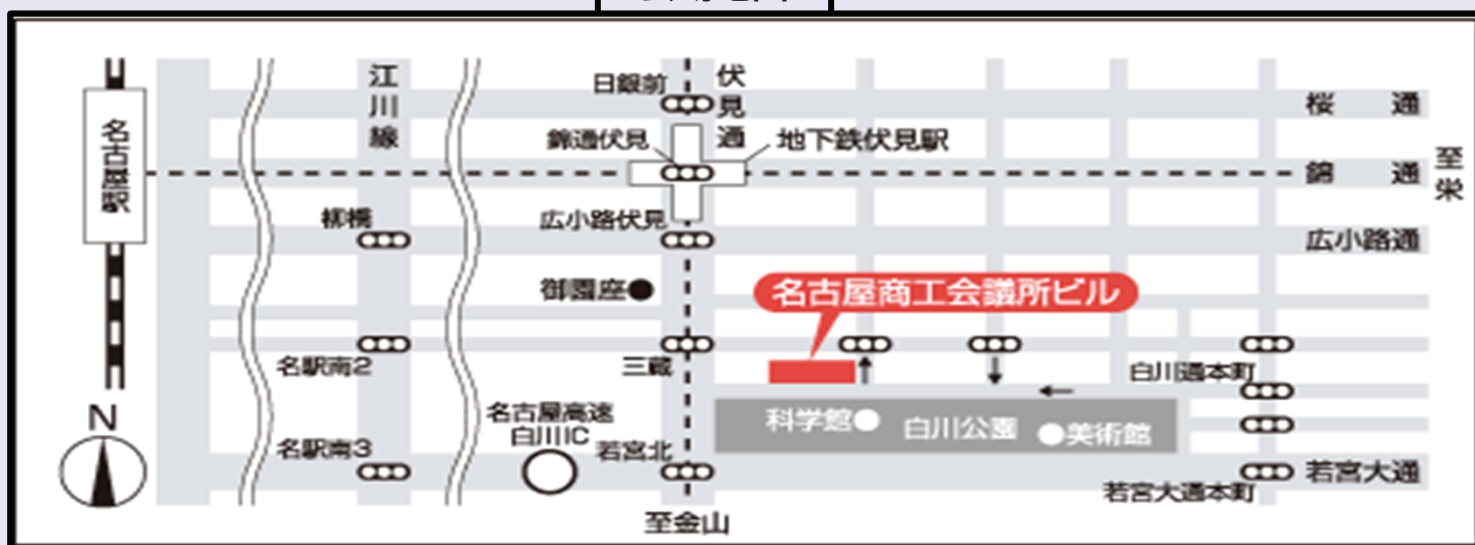 江川線
日銀前
伏見通
桜通
名古屋駅
錦通伏見
地下鉄伏見駅
錦通
至栄
柳橋
広小路伏見
広小路通
御園座
名古屋商工会議所ビル
名駅南2
三蔵
白川通本町
名古屋高速
白川IC
科学館
白川公園
美術館
N
名駅南3
若宮北
若宮大通
若宮大通本町
至金山